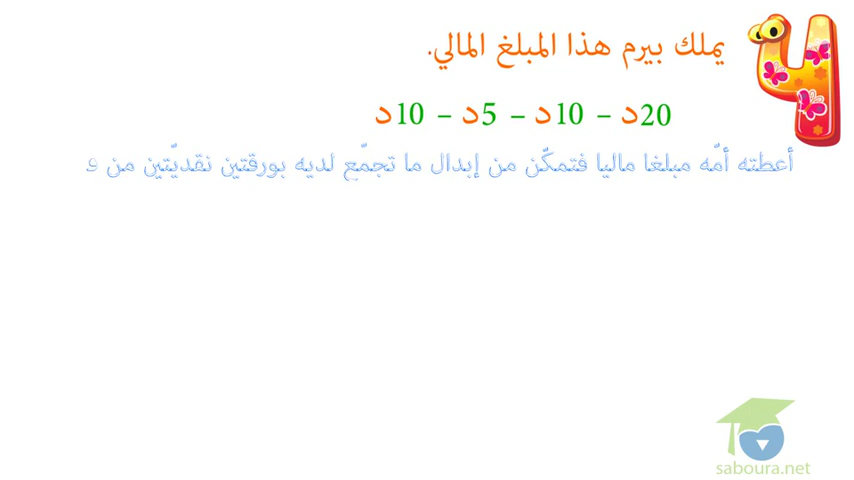 يملك بيرم هذا المبلغ المالي.
20د - 10د - 5د - 10د
أعطته أمّه مبلغا ماليا فتمكّن من إبدال ما تجمّع لديه بورقتين نقديّتين من و
saboura.net